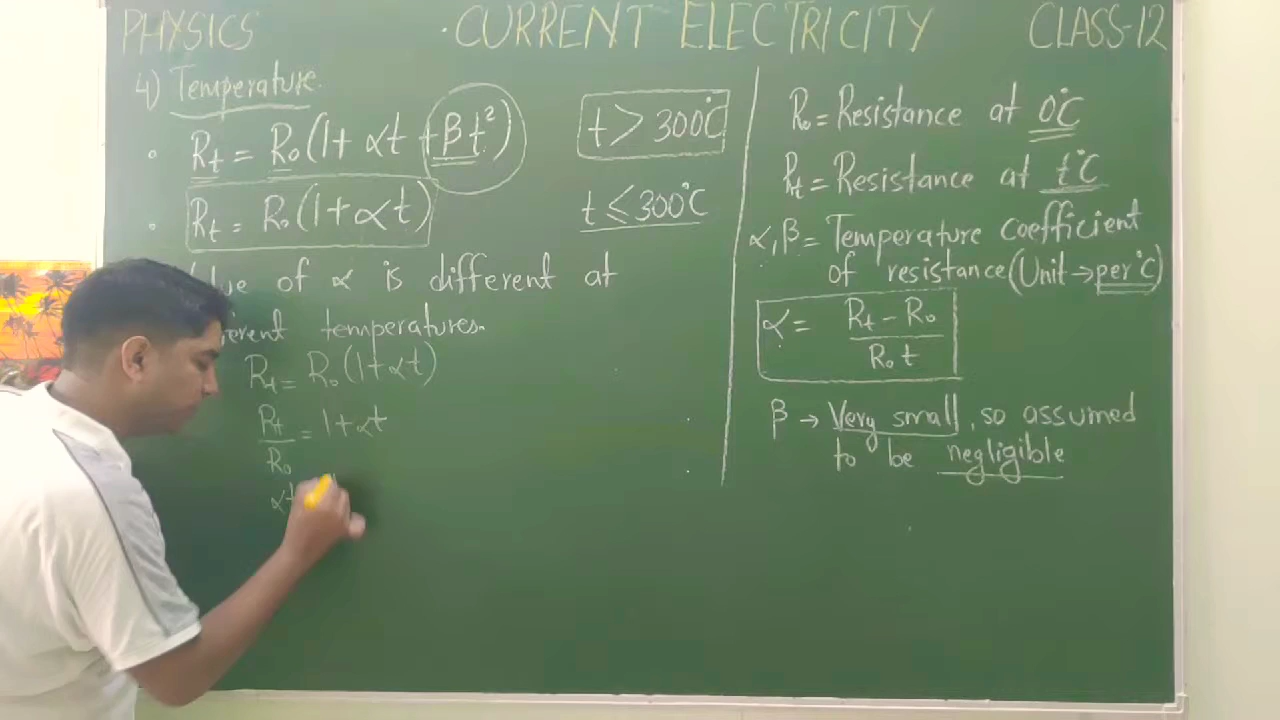 PHYSICS CURRENT ELECTRICITY CLASS-12
4) Temperature.
• Rₜ = R₀(1 + αt + βt²) t > 300°C
• Rₜ = R₀(1 + αt) t ≤ 300°C
of α is different at
temperatures.
Rₜ = R₀(1 + αt)
Rₜ/R₀ = 1 + αt
αt
R₀ = Resistance at 0°C
Rₜ = Resistance at t°C
α, β = Temperature coefficient
of resistance (Unit → per°C)
α = (Rₜ - R₀)/(R₀ t)
β → Very small, so assumed
to be negligible